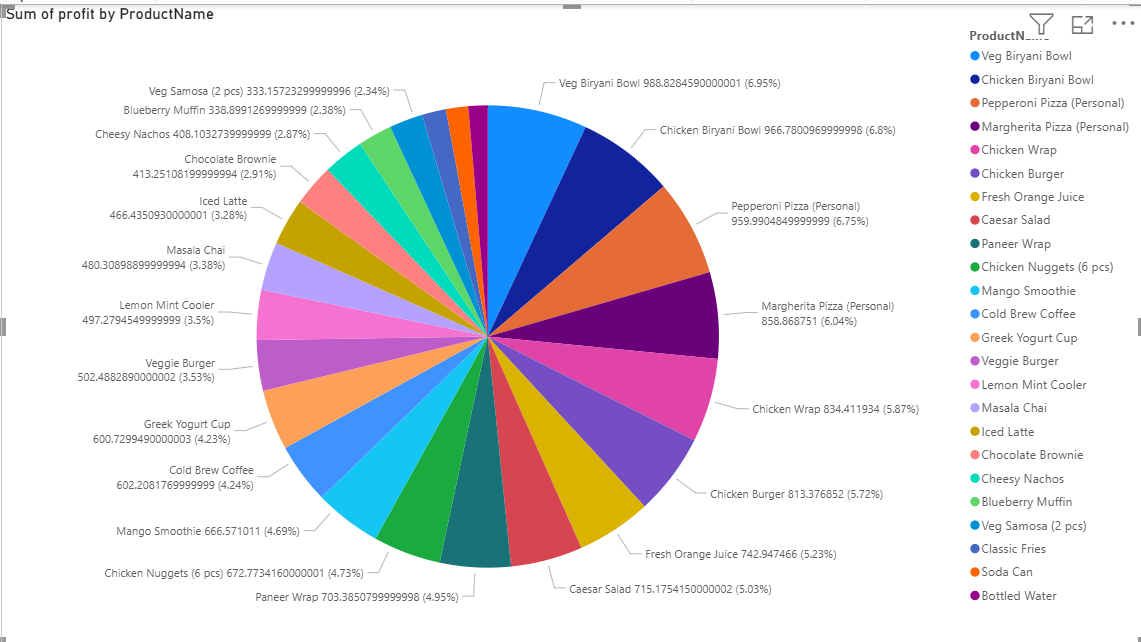 Sum of profit by ProductName
ProductN...
Veg Biryani Bowl
Chicken Biryani Bowl
Pepperoni Pizza (Personal)
Margherita Pizza (Personal)
Chicken Wrap
Chicken Burger
Fresh Orange Juice
Caesar Salad
Paneer Wrap
Chicken Nuggets (6 pcs)
Mango Smoothie
Cold Brew Coffee
Greek Yogurt Cup
Veggie Burger
Lemon Mint Cooler
Masala Chai
Iced Latte
Chocolate Brownie
Cheesy Nachos
Blueberry Muffin
Veg Samosa (2 pcs)
Classic Fries
Soda Can
Bottled Water
Veg Biryani Bowl 988.8284590000001 (6.95%)
Chicken Biryani Bowl 966.7800969999998 (6.8%)
Pepperoni Pizza (Personal)
959.9904849999999 (6.75%)
Margherita Pizza (Personal)
858.868751 (6.04%)
Chicken Wrap 834.411934 (5.87%)
Chicken Burger 813.376852 (5.72%)
Fresh Orange Juice 742.947466 (5.23%)
Caesar Salad 715.1754150000002 (5.03%)
Paneer Wrap 703.3850799999998 (4.95%)
Chicken Nuggets (6 pcs) 672.7734160000001 (4.73%)
Mango Smoothie 666.571011 (4.69%)
Cold Brew Coffee
602.2081769999999 (4.24%)
Greek Yogurt Cup
600.7299490000003 (4.23%)
Veggie Burger
502.4882890000002 (3.53%)
Lemon Mint Cooler
497.2794549999999 (3.5%)
Masala Chai
480.30898899999994 (3.38%)
Iced Latte
466.4350930000001 (3.28%)
Chocolate Brownie
413.25108199999994 (2.91%)
Cheesy Nachos 408.1032739999999 (2.87%)
Blueberry Muffin 338.8991269999999 (2.38%)
Veg Samosa (2 pcs) 333.15723299999996 (2.34%)